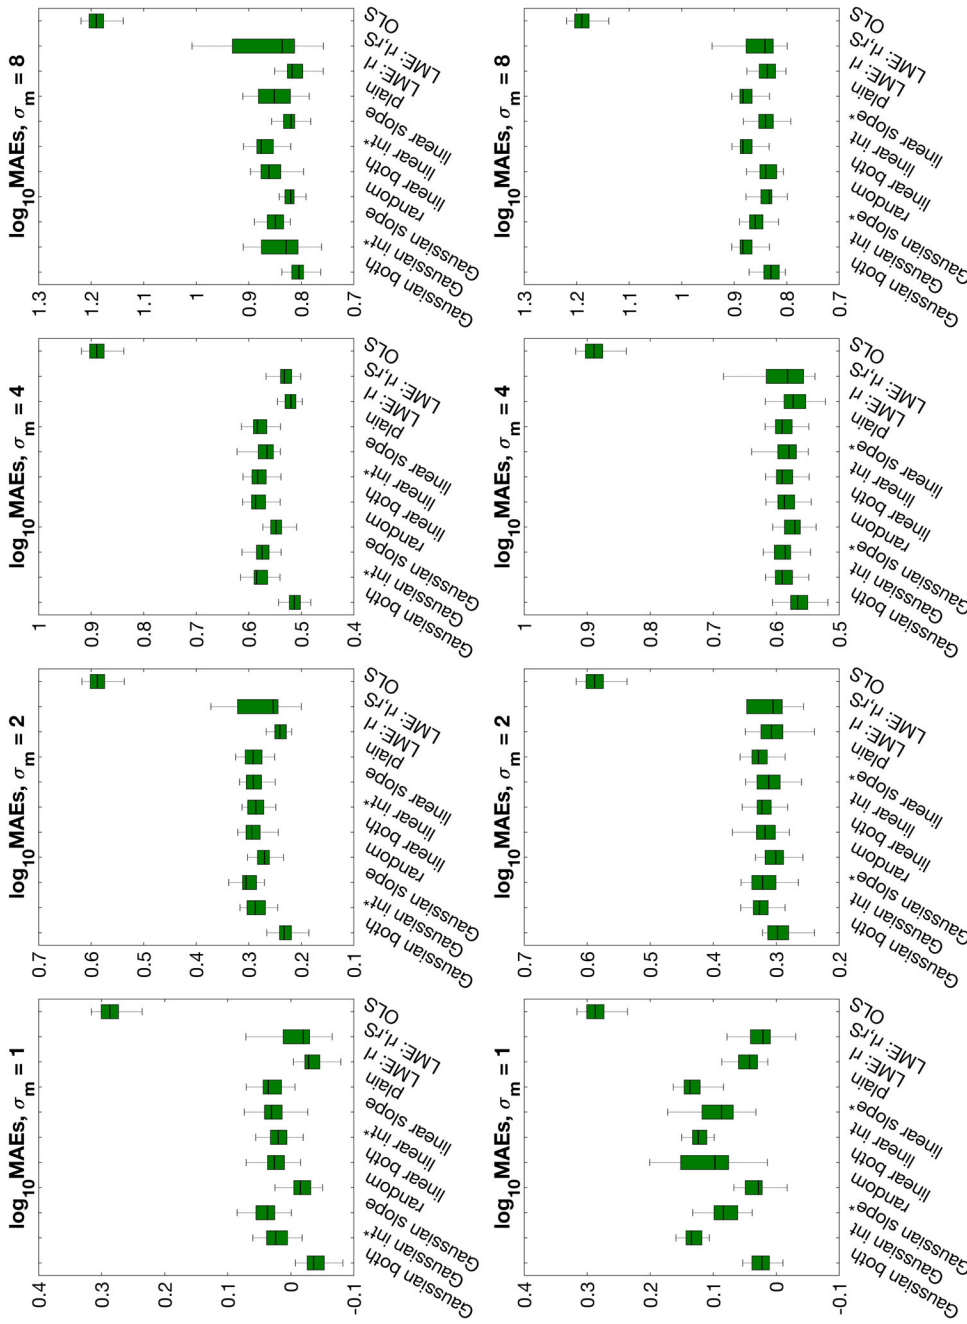 log10MAEs, σm = 1
0.4
0.3
0.2
0.1
0
-0.1
Gaussian both
Gaussian int*
Gaussian slope
random
linear both
linear int*
linear slope
plain
LME: rI
LME: rI,rS
OLS
log10MAEs, σm = 2
0.7
0.6
0.5
0.4
0.3
0.2
0.1
Gaussian both
Gaussian int*
Gaussian slope
random
linear both
linear int*
linear slope
plain
LME: rI
LME: rI,rS
OLS
log10MAEs, σm = 4
1
0.9
0.8
0.7
0.6
0.5
0.4
Gaussian both
Gaussian int*
Gaussian slope
random
linear both
linear int*
linear slope
plain
LME: rI
LME: rI,rS
OLS
log10MAEs, σm = 8
1.3
1.2
1.1
1
0.9
0.8
0.7
Gaussian both
Gaussian int*
Gaussian slope
random
linear both
linear int*
linear slope
plain
LME: rI
LME: rI,rS
OLS
log10MAEs, σm = 1
0.4
0.3
0.2
0.1
0
-0.1
Gaussian both
Gaussian int
Gaussian slope*
random
linear both
linear int
linear slope*
plain
LME: rI
LME: rI,rS
OLS
log10MAEs, σm = 2
0.7
0.6
0.5
0.4
0.3
0.2
Gaussian both
Gaussian int
Gaussian slope*
random
linear both
linear int
linear slope*
plain
LME: rI
LME: rI,rS
OLS
log10MAEs, σm = 4
1
0.9
0.8
0.7
0.6
0.5
Gaussian both
Gaussian int
Gaussian slope*
random
linear both
linear int
linear slope*
plain
LME: rI
LME: rI,rS
OLS
log10MAEs, σm = 8
1.3
1.2
1.1
1
0.9
0.8
0.7
Gaussian both
Gaussian int
Gaussian slope*
random
linear both
linear int
linear slope*
plain
LME: rI
LME: rI,rS
OLS